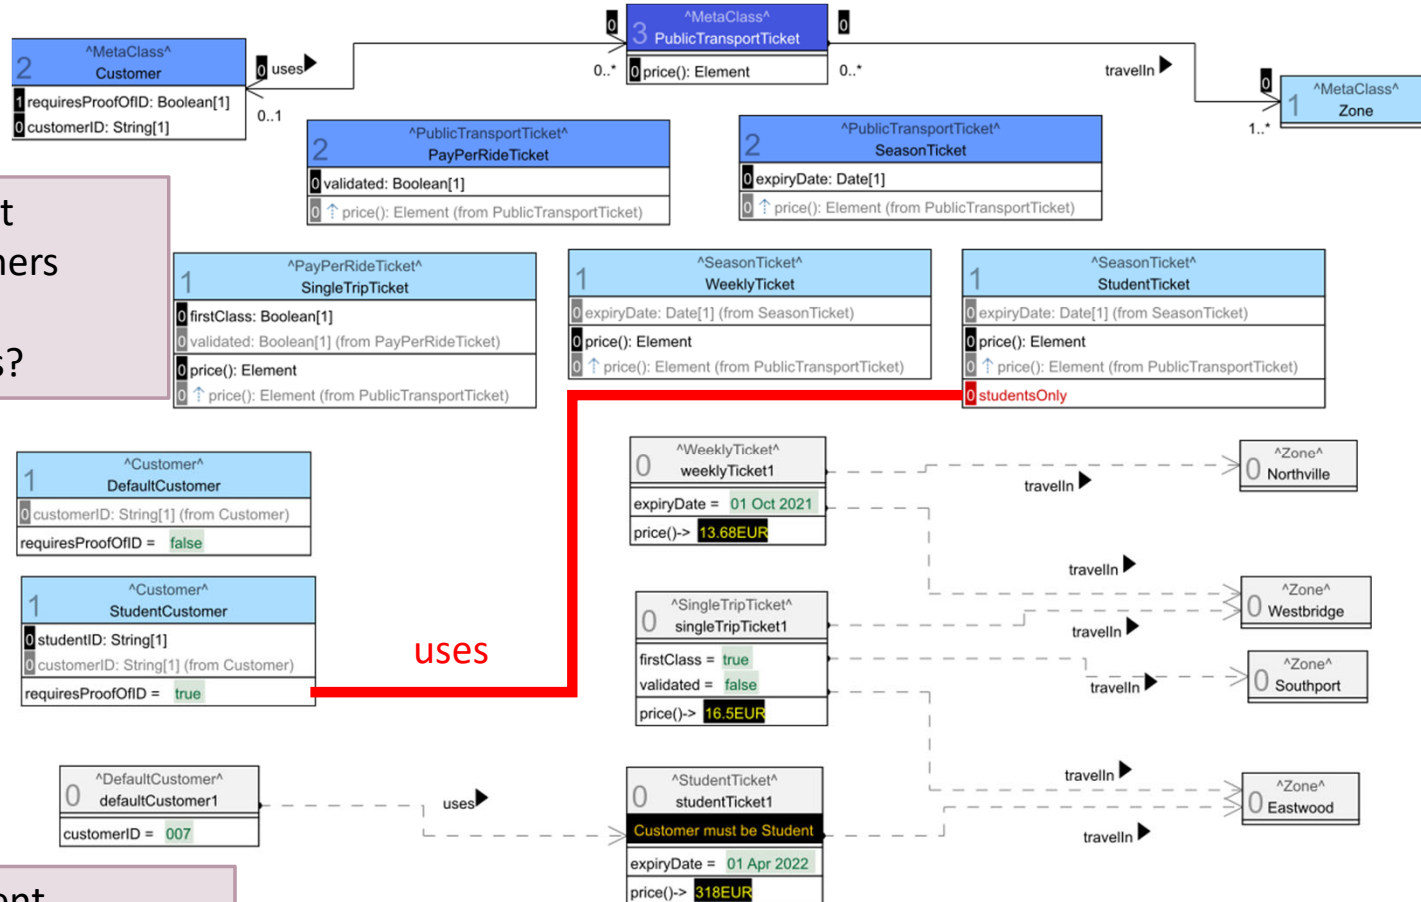 ^MetaClass^
2 Customer
1 requiresProofOfID: Boolean[1]
0 customerID: String[1]
0 uses▶
0..1
0
0..*
^MetaClass^
3 PublicTransportTicket
0 price(): Element
0
0..*
travelIn ▶
0
1..*
^MetaClass^
1 Zone
^PublicTransportTicket^
2 PayPerRideTicket
0 validated: Boolean[1]
0 ⇡ price(): Element (from PublicTransportTicket)
^PublicTransportTicket^
2 SeasonTicket
0 expiryDate: Date[1]
0 ⇡ price(): Element (from PublicTransportTicket)
s?
^PayPerRideTicket^
1 SingleTripTicket
0 firstClass: Boolean[1]
0 validated: Boolean[1] (from PayPerRideTicket)
0 price(): Element
0 ⇡ price(): Element (from PublicTransportTicket)
^SeasonTicket^
1 WeeklyTicket
0 expiryDate: Date[1] (from SeasonTicket)
0 price(): Element
0 ⇡ price(): Element (from PublicTransportTicket)
^SeasonTicket^
1 StudentTicket
0 expiryDate: Date[1] (from SeasonTicket)
0 price(): Element
0 ⇡ price(): Element (from PublicTransportTicket)
0 studentsOnly
^Customer^
1 DefaultCustomer
0 customerID: String[1] (from Customer)
requiresProofOfID = false
^Customer^
1 StudentCustomer
0 studentID: String[1]
0 customerID: String[1] (from Customer)
requiresProofOfID = true
uses
^WeeklyTicket^
0 weeklyTicket1
expiryDate = 01 Oct 2021
price()-> 13.68EUR
travelIn ▶
^Zone^
0 Northville
travelIn ▶
^SingleTripTicket^
0 singleTripTicket1
firstClass = true
validated = false
price()-> 16.5EUR
travelIn ▶
^Zone^
0 Westbridge
travelIn ▶
^Zone^
0 Southport
^DefaultCustomer^
0 defaultCustomer1
customerID = 007
uses▶
^StudentTicket^
0 studentTicket1
Customer must be Student
expiryDate = 01 Apr 2022
price()-> 318EUR
travelIn ▶
travelIn ▶
^Zone^
0 Eastwood